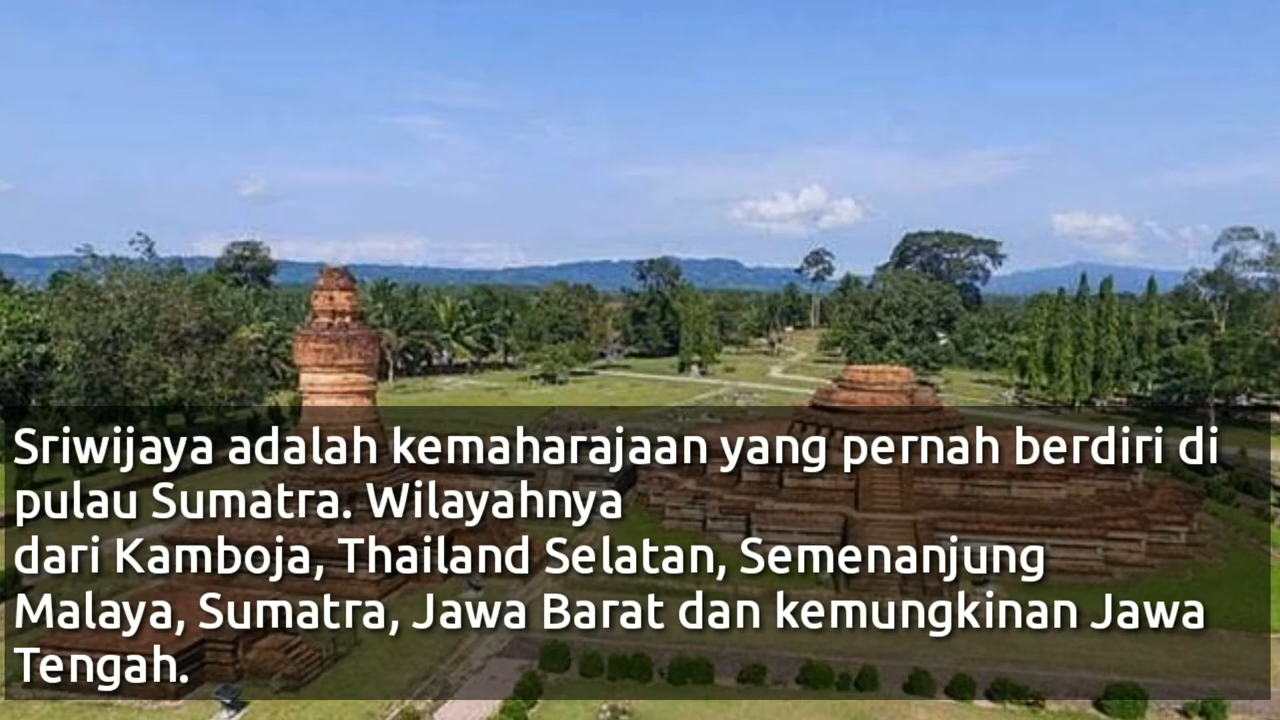 Sriwijaya adalah kemaharajaan yang pernah berdiri di
pulau Sumatra. Wilayahnya
dari Kamboja, Thailand Selatan, Semenanjung
Malaya, Sumatra, Jawa Barat dan kemungkinan Jawa
Tengah.